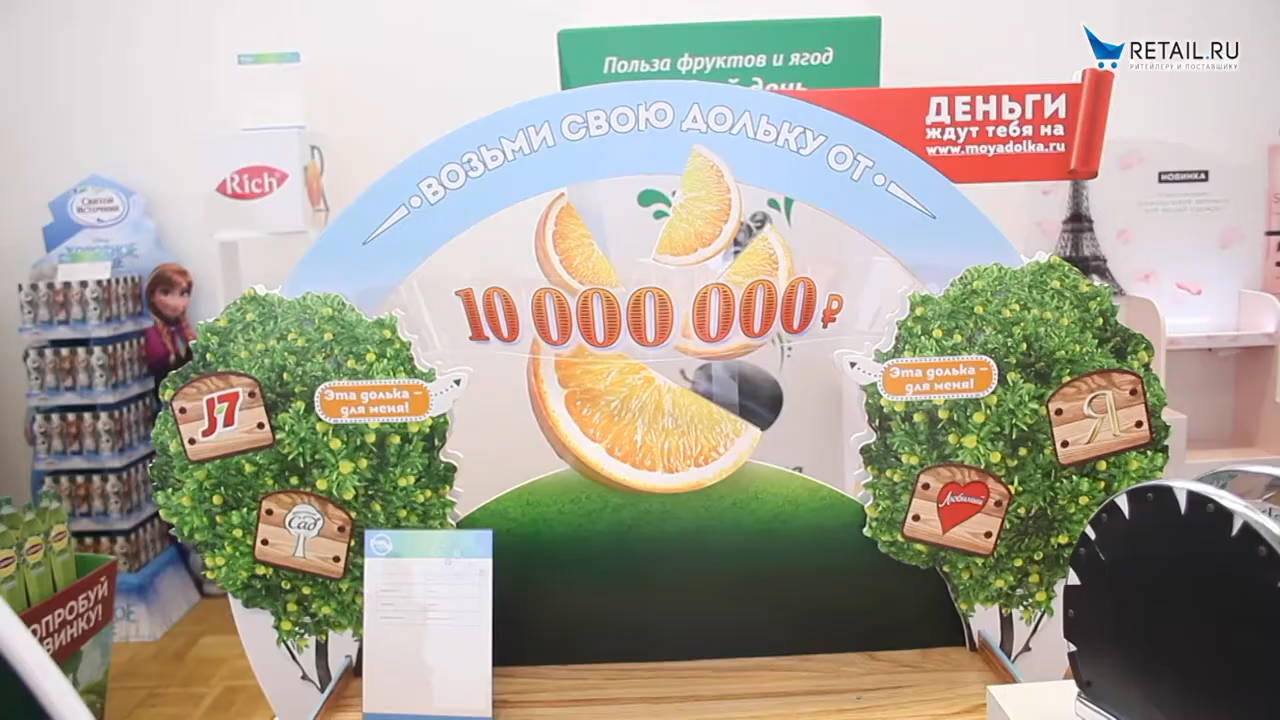 RETAIL.RU
РИТЕЙЛЕРУ И ПОСТАВЩИКУ
Польза фруктов и ягод
день
ДЕНЬГИ
ждут тебя на
www.moyadolka.ru
ВОЗЬМИ СВОЮ ДОЛЬКУ ОТ
Rich
НОВИНКА
Святой
Источник
10 000 000 ₽
Эта долька –
для меня!
Эта долька –
для меня!
J7
Я
Сад
Любимый